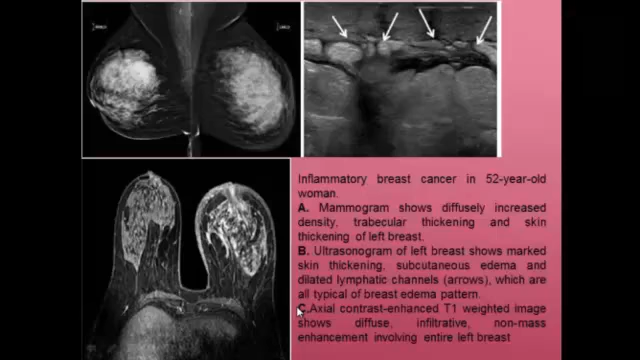 Inflammatory breast cancer in 52-year-old
woman.
A. Mammogram shows diffusely increased
density, trabecular thickening and skin
thickening of left breast.
B. Ultrasonogram of left breast shows marked
skin thickening, subcutaneous edema and
dilated lymphatic channels (arrows), which are
all typical of breast edema pattern.
C.Axial contrast-enhanced T1 weighted image
shows diffuse, infiltrative, non-mass
enhancement involving entire left breast